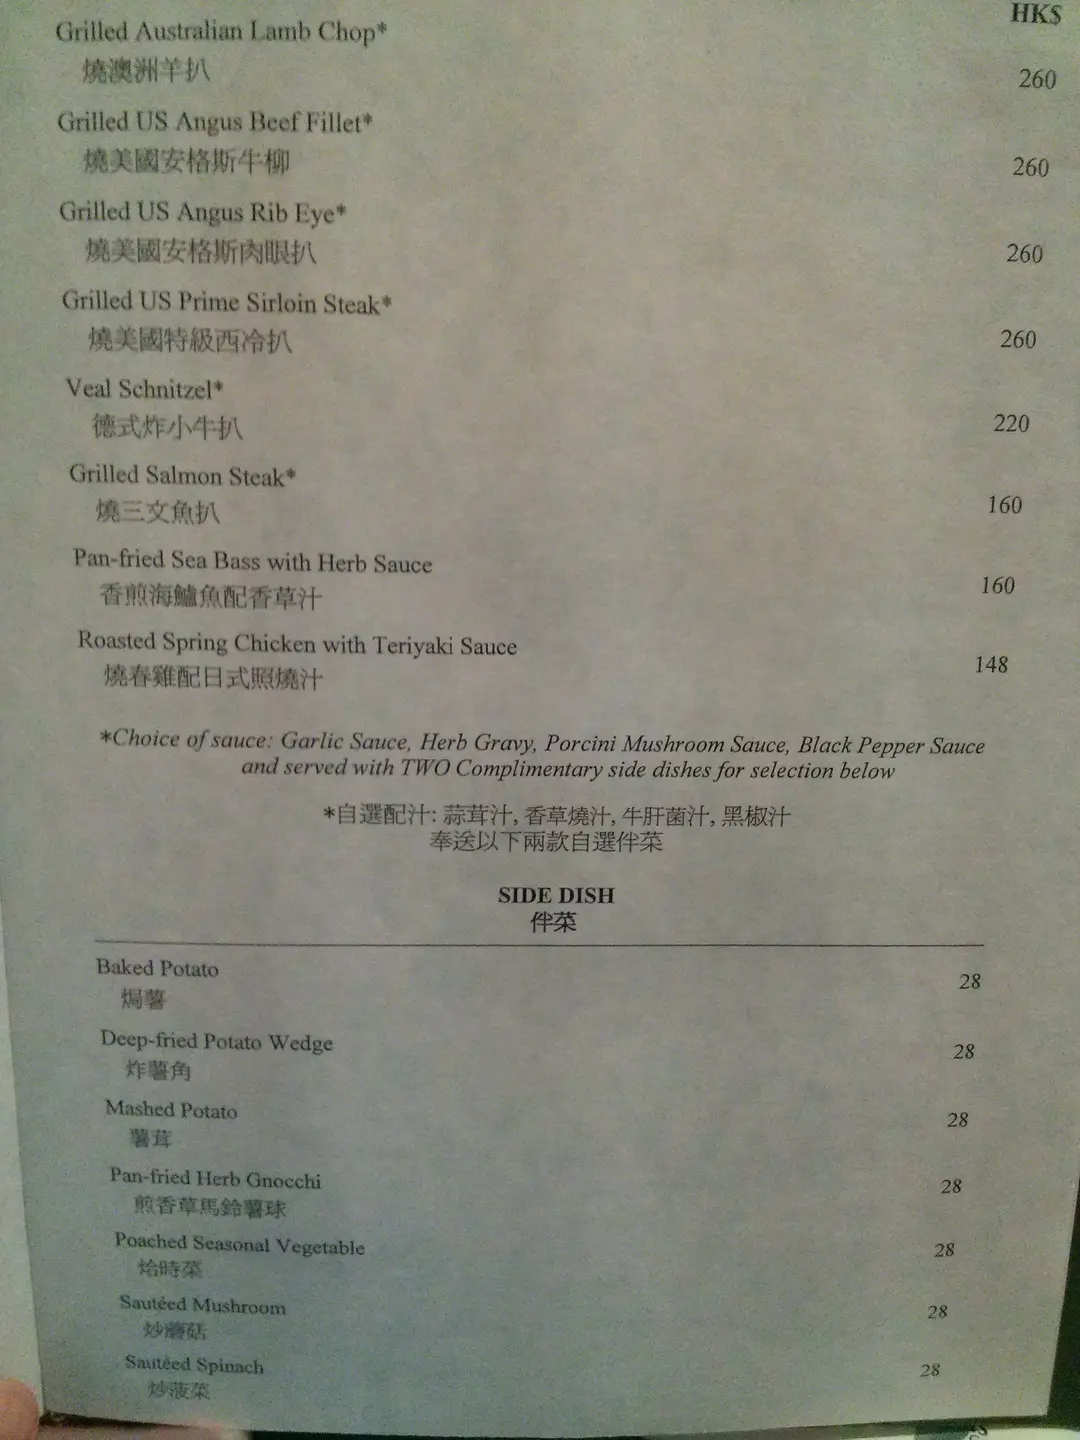 HK$
Grilled Australian Lamb Chop*
燒澳洲羊扒
260
Grilled US Angus Beef Fillet*
燒美國安格斯牛柳
260
Grilled US Angus Rib Eye*
燒美國安格斯肉眼扒
260
Grilled US Prime Sirloin Steak*
燒美國特級西冷扒
260
Veal Schnitzel*
德式炸小牛扒
220
Grilled Salmon Steak*
燒三文魚扒
160
Pan-fried Sea Bass with Herb Sauce
香煎海鱸魚配香草汁
160
Roasted Spring Chicken with Teriyaki Sauce
燒春雞配日式照燒汁
148
*Choice of sauce: Garlic Sauce, Herb Gravy, Porcini Mushroom Sauce, Black Pepper Sauce
and served with TWO Complimentary side dishes for selection below
*自選配汁: 蒜茸汁, 香草燒汁, 牛肝菌汁, 黑椒汁
奉送以下兩款自選伴菜
SIDE DISH
伴菜
Baked Potato
焗薯
28
Deep-fried Potato Wedge
炸薯角
28
Mashed Potato
薯茸
28
Pan-fried Herb Gnocchi
煎香草馬鈴薯球
28
Poached Seasonal Vegetable
烚時菜
28
Sautéed Mushroom
炒蘑菇
28
Sautéed Spinach
炒菠菜
28